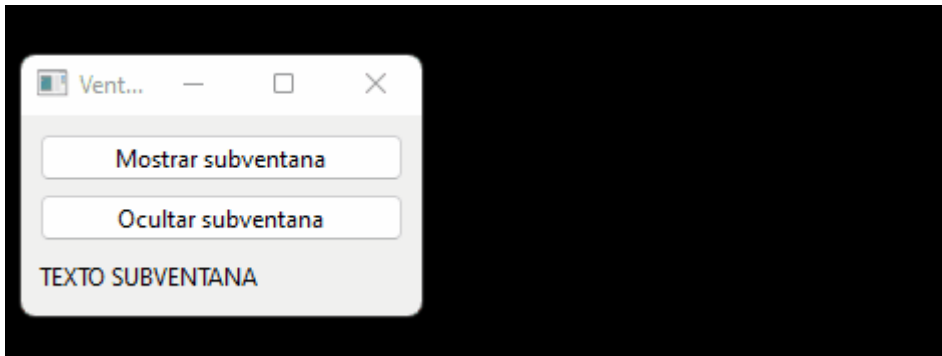 Vent...
Mostrar subventana
Ocultar subventana
TEXTO SUBVENTANA